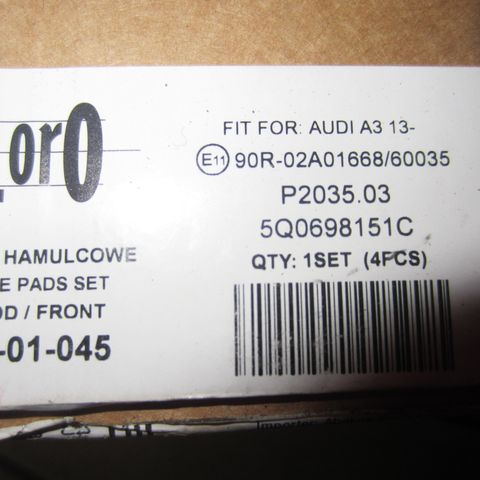 oro
FIT FOR: AUDI A3 13-
E11 90R-02A01668/60035
P2035.03
5Q0698151C
HAMULCOWE
E PADS SET
QTY: 1SET (4PCS)
OD / FRONT
-01-045
Importer: